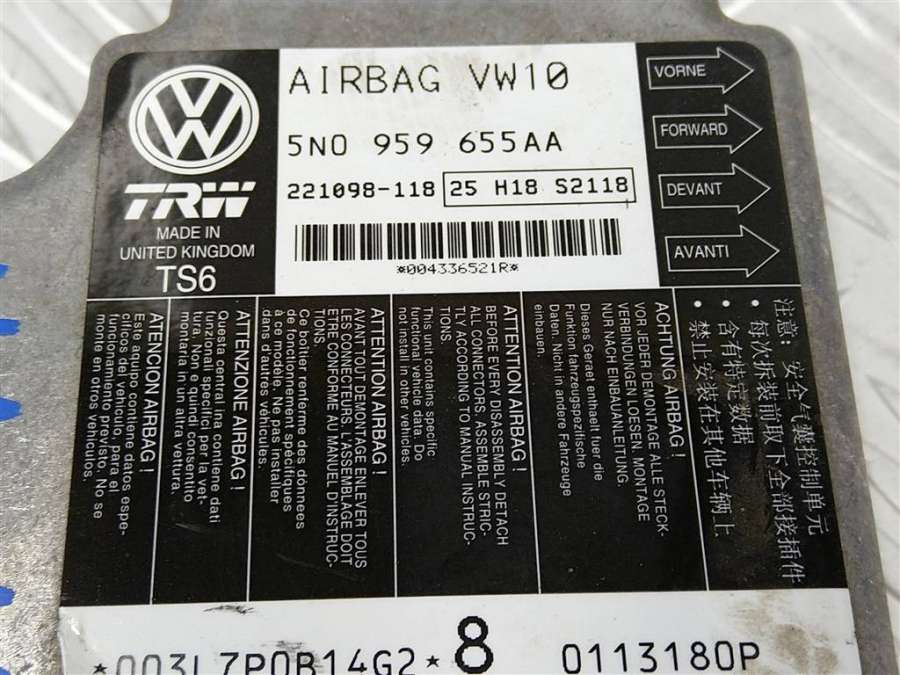 AIRBAG VW10
5N0 959 655AA
221098-118 25 H18 S2118
*004336521R*
TRW
MADE IN
UNITED KINGDOM
TS6
VORNE
FORWARD
DEVANT
AVANTI
注意: 安全气囊控制单元
• 每次拆装前取下全部接插件
• 含有特定数据
• 禁止安装在其他车辆上
ACHTUNG AIRBAG !
VOR JEDER DEMONTAGE ALLE STECK-
VERBINDUNGEN LOESEN. MONTAGE
NUR NACH EINBAUANLEITUNG.
Dieses Geraet enthaelt fuer die
Funktion fahrzeugspezifische
Daten. Nicht in andere Fahrzeuge
einbauen.
ATTENTION AIRBAG !
BEFORE EVERY DISASSEMBLY DETACH
ALL CONNECTORS. ASSEMBLE STRIC-
TLY ACCORDING TO MANUAL INSTRUC-
TIONS.
This unit contains specific
functional vehicle data. Do
not install in other vehicles.
ATTENTION AIRBAG !
AVANT TOUT DEMONTAGE ENLEVER TOUS
LES CONNECTEURS. L'ASSEMBLAGE DOIT
ETRE CONFORME AU MANUEL D'INSTRUC-
TIONS.
Ce boîtier renferme des données
de fonctionnement spécifiques
à ce modèle. Ne pas installer
dans d'autres véhicules.
ATTENZIONE AIRBAG !
Questa centralina contiene dati
funzionali specifici per la vet-
tura. Non e quindi consentito
montarla in un altra vettura.
ATENCION AIRBAG !
Este equipo contiene datos espe-
cificos del vehiculo, para el
funcionamiento previsto. No se
monte en otros vehiculos.
*003L7P0B14G2* 8 0113180P